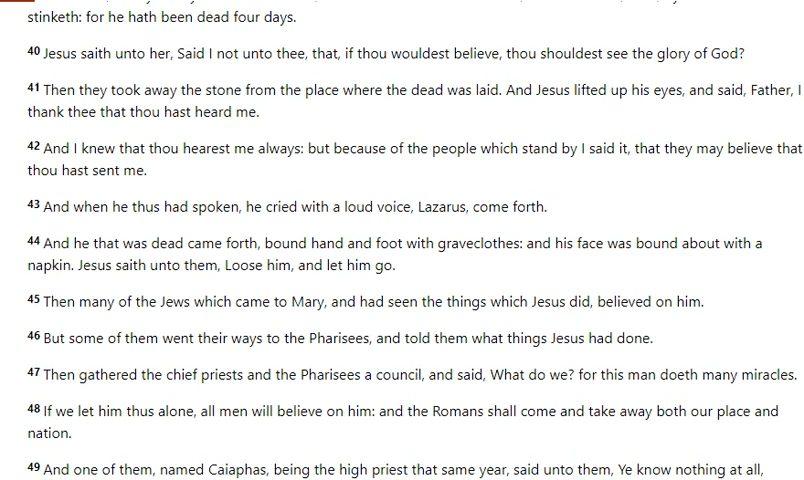 stinketh: for he hath been dead four days.
40 Jesus saith unto her, Said I not unto thee, that, if thou wouldest believe, thou shouldest see the glory of God?
41 Then they took away the stone from the place where the dead was laid. And Jesus lifted up his eyes, and said, Father, I
thank thee that thou hast heard me.
42 And I knew that thou hearest me always: but because of the people which stand by I said it, that they may believe that
thou hast sent me.
43 And when he thus had spoken, he cried with a loud voice, Lazarus, come forth.
44 And he that was dead came forth, bound hand and foot with graveclothes: and his face was bound about with a
napkin. Jesus saith unto them, Loose him, and let him go.
45 Then many of the Jews which came to Mary, and had seen the things which Jesus did, believed on him.
46 But some of them went their ways to the Pharisees, and told them what things Jesus had done.
47 Then gathered the chief priests and the Pharisees a council, and said, What do we? for this man doeth many miracles.
48 If we let him thus alone, all men will believe on him: and the Romans shall come and take away both our place and
nation.
49 And one of them, named Caiaphas, being the high priest that same year, said unto them, Ye know nothing at all,